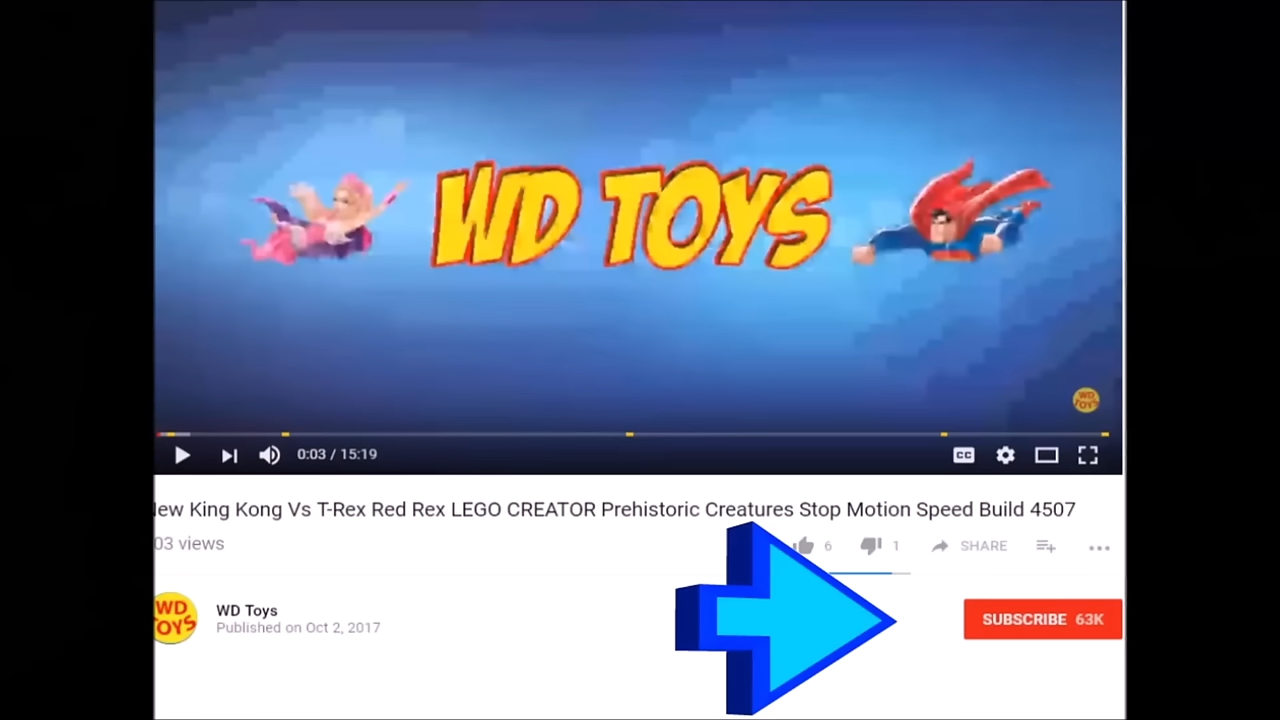 WD TOYS
WD
TOYS
0:03 / 15:19
CC
New King Kong Vs T-Rex Red Rex LEGO CREATOR Prehistoric Creatures Stop Motion Speed Build 4507
03 views
6
1
SHARE
WD
TOYS
WD Toys
Published on Oct 2, 2017
SUBSCRIBE 63K